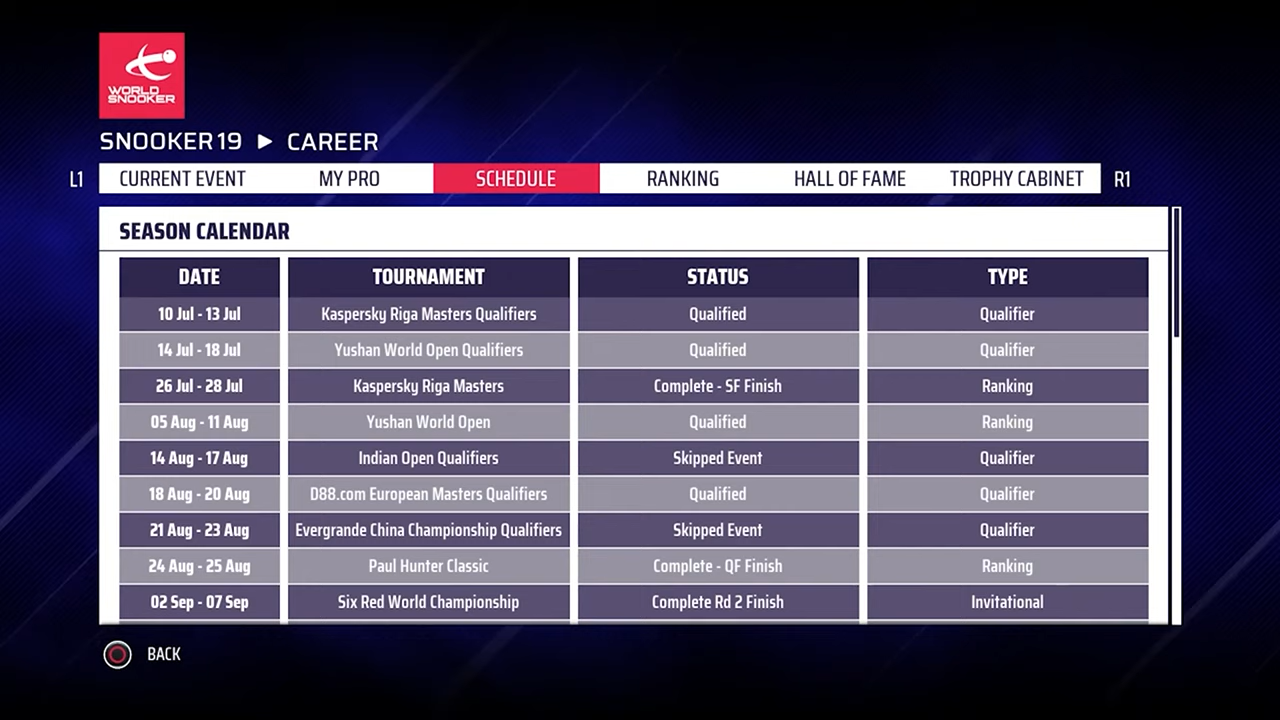 WORLD
SNOOKER
SNOOKER 19 ▶ CAREER
L1 CURRENT EVENT MY PRO SCHEDULE RANKING HALL OF FAME TROPHY CABINET R1
SEASON CALENDAR
DATE TOURNAMENT STATUS TYPE
10 Jul - 13 Jul Kaspersky Riga Masters Qualifiers Qualified Qualifier
14 Jul - 18 Jul Yushan World Open Qualifiers Qualified Qualifier
26 Jul - 28 Jul Kaspersky Riga Masters Complete - SF Finish Ranking
05 Aug - 11 Aug Yushan World Open Qualified Ranking
14 Aug - 17 Aug Indian Open Qualifiers Skipped Event Qualifier
18 Aug - 20 Aug D88.com European Masters Qualifiers Qualified Qualifier
21 Aug - 23 Aug Evergrande China Championship Qualifiers Skipped Event Qualifier
24 Aug - 25 Aug Paul Hunter Classic Complete - QF Finish Ranking
02 Sep - 07 Sep Six Red World Championship Complete Rd 2 Finish Invitational
BACK